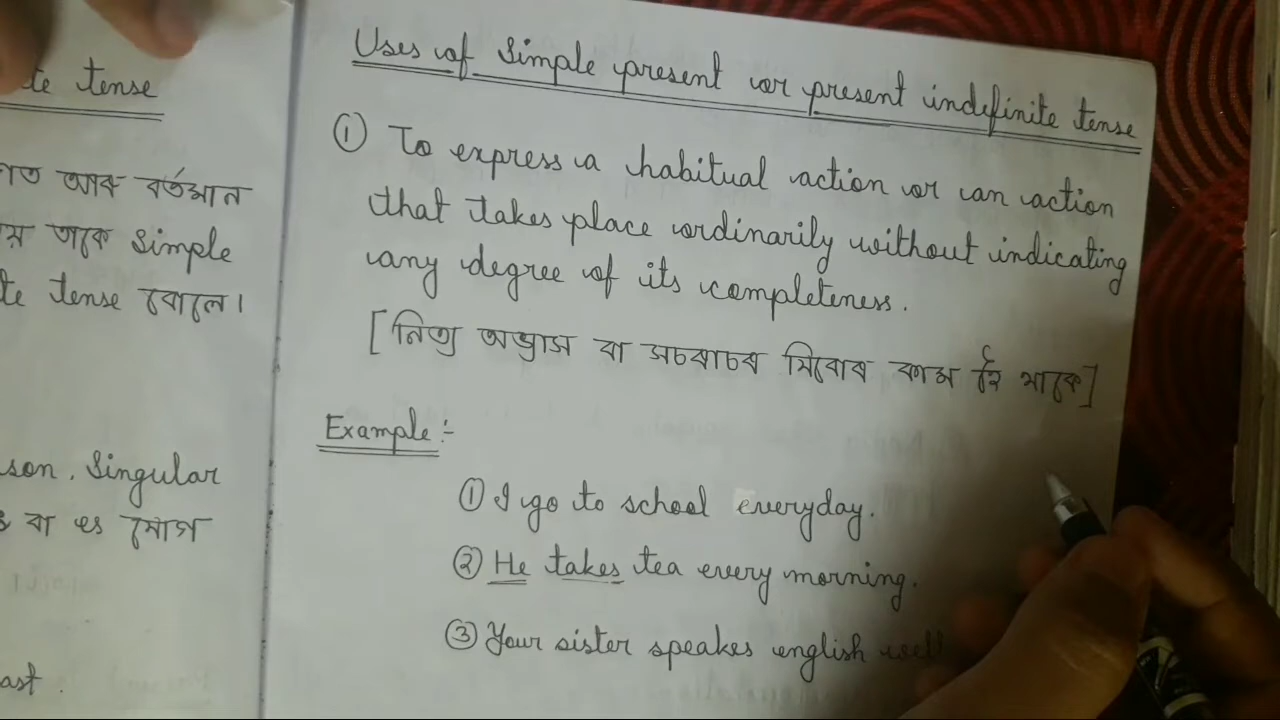 te tense
আৰু বৰ্তমান
তাকে simple
te tense বোলে।
son. Singular
s বা es যোগ
ast.
Uses of Simple present or present indefinite tense
① To express a habitual action or an action
that takes place ordinarily without indicating
any degree of its completeness.
[নিত্য অভ্যাস বা সচৰাচৰ যিবোৰ কাম হৈ থাকে]
Example:-
① I go to school everyday.
② He takes tea every morning.
③ Your sister speakes english well